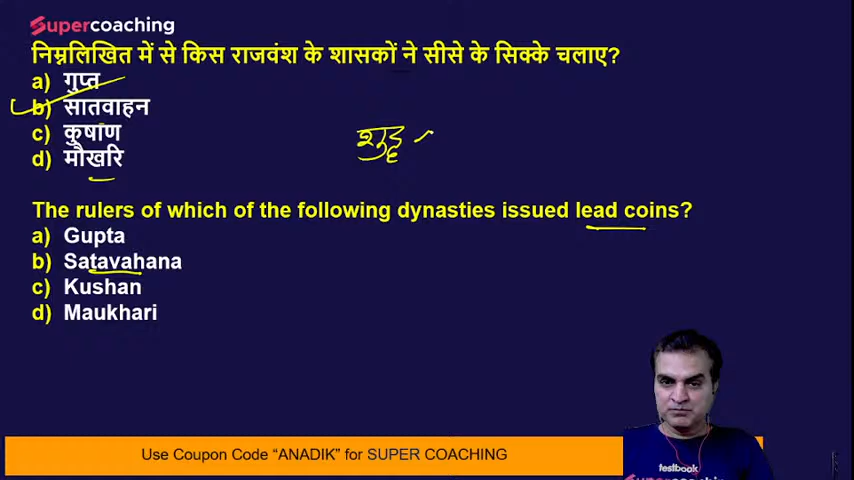 Supercoaching
निम्नलिखित में से किस राजवंश के शासकों ने सीसे के सिक्के चलाए?
a) गुप्त
b) सातवाहन
c) कुषांण
d) मौखरि
The rulers of which of the following dynasties issued lead coins?
a) Gupta
b) Satavahana
c) Kushan
d) Maukhari
Use Coupon Code “ANADIK” for SUPER COACHING
testbook